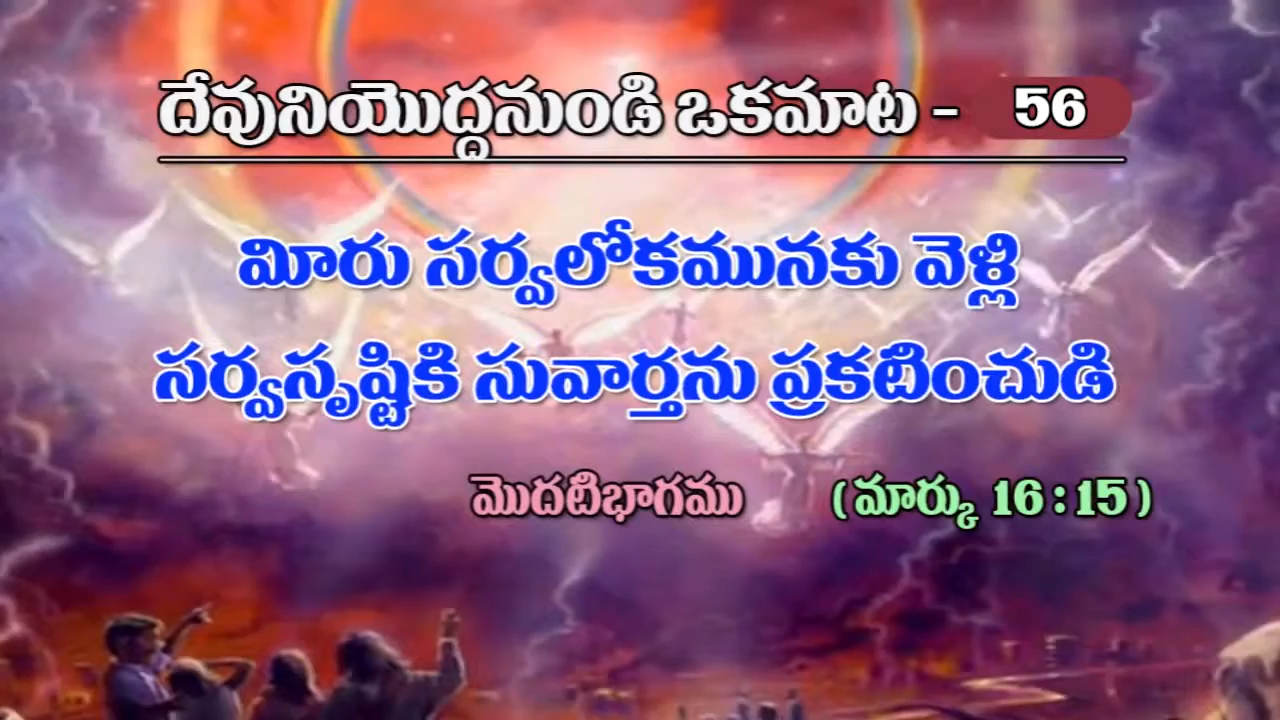 దేవునియొద్దనుండి ఒకమాట - 56
మీరు సర్వలోకమునకు వెళ్లి
సర్వసృష్టికి సువార్తను ప్రకటించుడి
మొదటిభాగము (మార్కు 16 : 15)